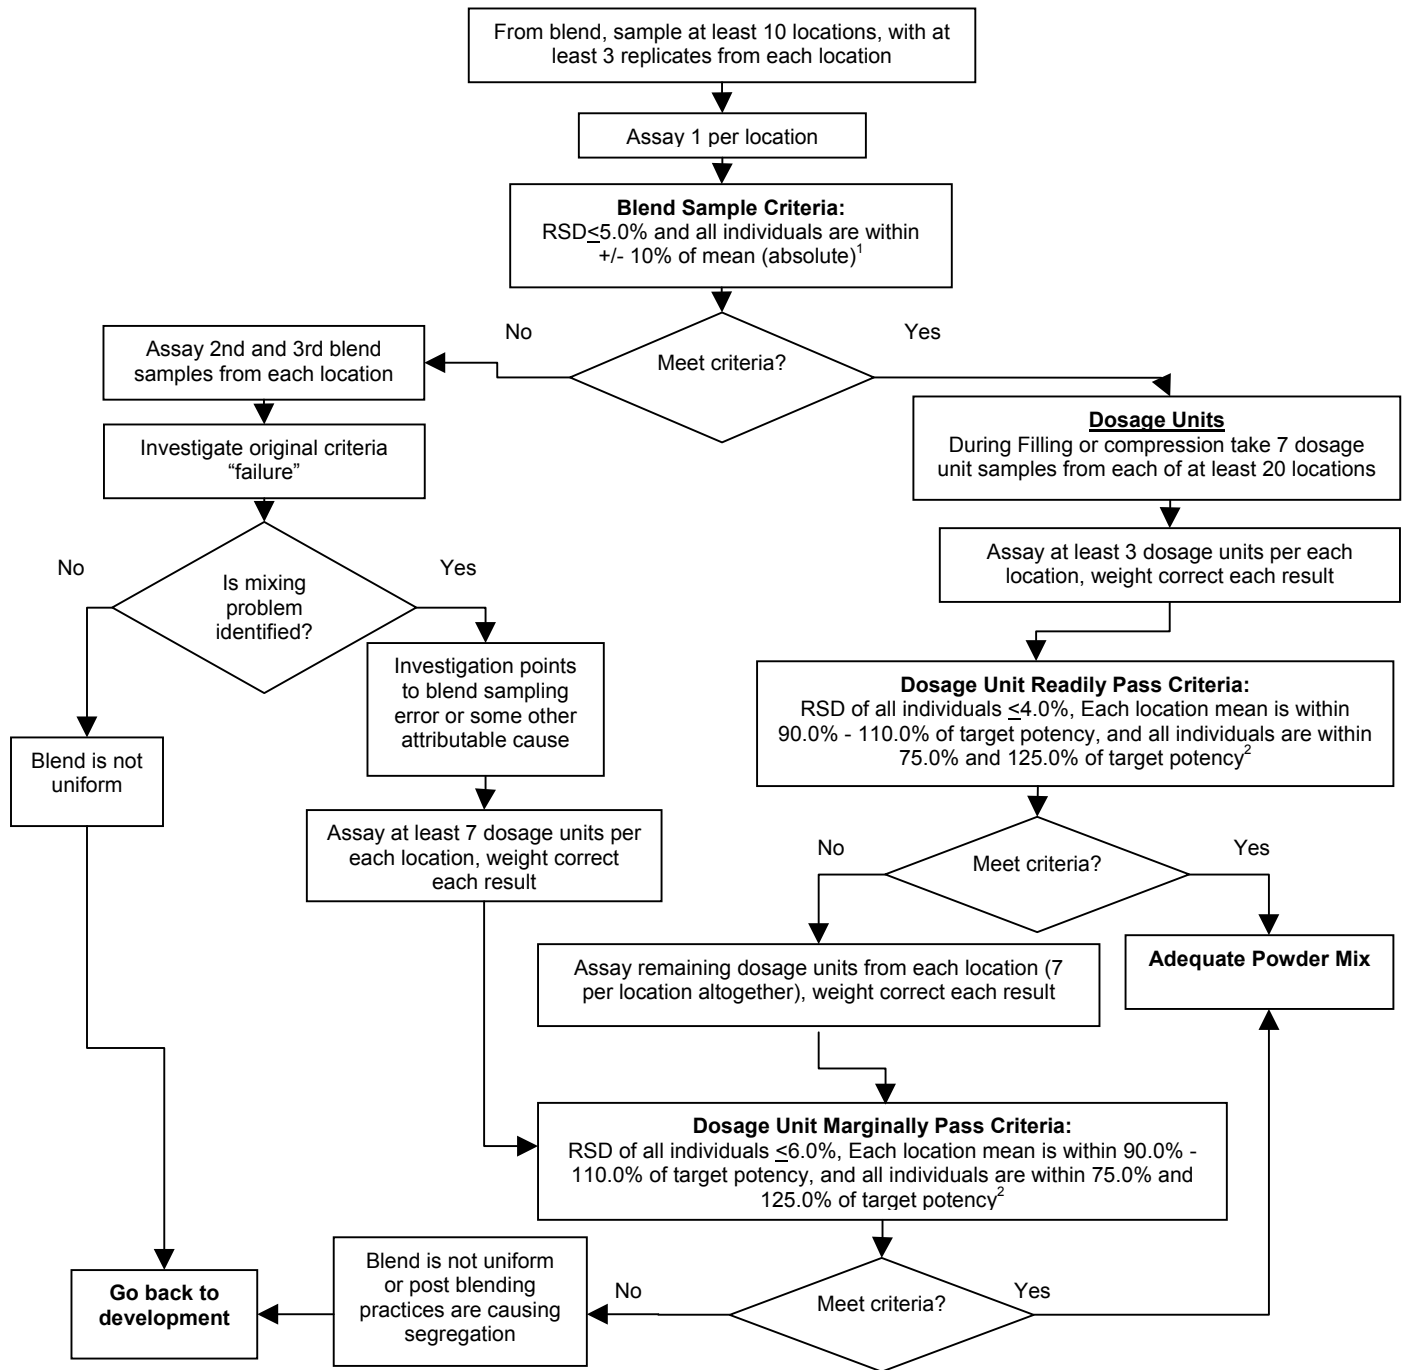 From blend, sample at least 10 locations, with at
least 3 replicates from each location
Assay 1 per location
Blend Sample Criteria:
RSD≤5.0% and all individuals are within
+/- 10% of mean (absolute)¹
No
Yes
Meet criteria?
Assay 2nd and 3rd blend
samples from each location
Investigate original criteria
“failure”
Dosage Units
During Filling or compression take 7 dosage
unit samples from each of at least 20 locations
Assay at least 3 dosage units per each
location, weight correct each result
No
Yes
Is mixing
problem
identified?
Investigation points
to blend sampling
error or some other
attributable cause
Blend is not
uniform
Assay at least 7 dosage units per
each location, weight correct
each result
Dosage Unit Readily Pass Criteria:
RSD of all individuals ≤4.0%, Each location mean is within
90.0% - 110.0% of target potency, and all individuals are within
75.0% and 125.0% of target potency²
No
Yes
Meet criteria?
Assay remaining dosage units from each location (7
per location altogether), weight correct each result
Adequate Powder Mix
Dosage Unit Marginally Pass Criteria:
RSD of all individuals ≤6.0%, Each location mean is within 90.0% -
110.0% of target potency, and all individuals are within 75.0% and
125.0% of target potency²
Go back to
development
Blend is not uniform
or post blending
practices are causing
segregation
No
Yes
Meet criteria?